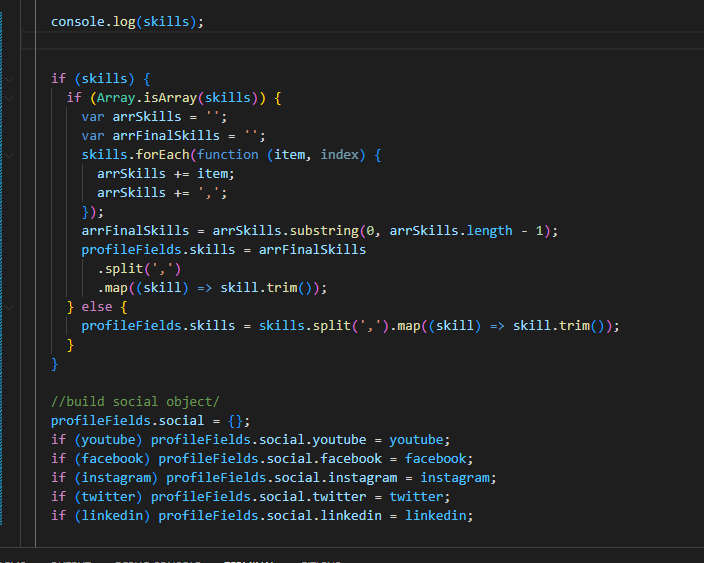 console.log(skills);
if (skills) {
if (Array.isArray(skills)) {
var arrSkills = '';
var arrFinalSkills = '';
skills.forEach(function (item, index) {
arrSkills += item;
arrSkills += ',';
});
arrFinalSkills = arrSkills.substring(0, arrSkills.length - 1);
profileFields.skills = arrFinalSkills
.split(',')
.map((skill) => skill.trim());
} else {
profileFields.skills = skills.split(',').map((skill) => skill.trim());
}
}
//build social object/
profileFields.social = {};
if (youtube) profileFields.social.youtube = youtube;
if (facebook) profileFields.social.facebook = facebook;
if (instagram) profileFields.social.instagram = instagram;
if (twitter) profileFields.social.twitter = twitter;
if (linkedin) profileFields.social.linkedin = linkedin;